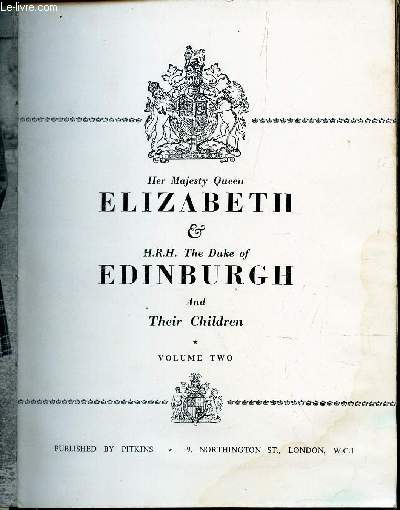 Le-livre.com
Her Majesty Queen
ELIZABETH
&
H.R.H. The Duke of
EDINBURGH
And
Their Children
*
VOLUME TWO
PUBLISHED BY PITKINS * 9, NORTHINGTON ST., LONDON, W.C.1